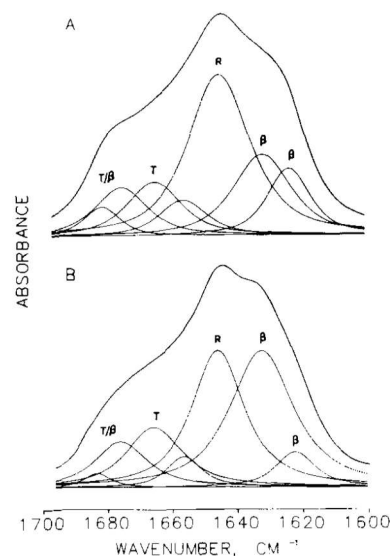 A
R
β
β
T/β
T
B
R
β
T/β
T
β
ABSORBANCE
1700 1680 1660 1640 1620 1600
WAVENUMBER, CM⁻¹